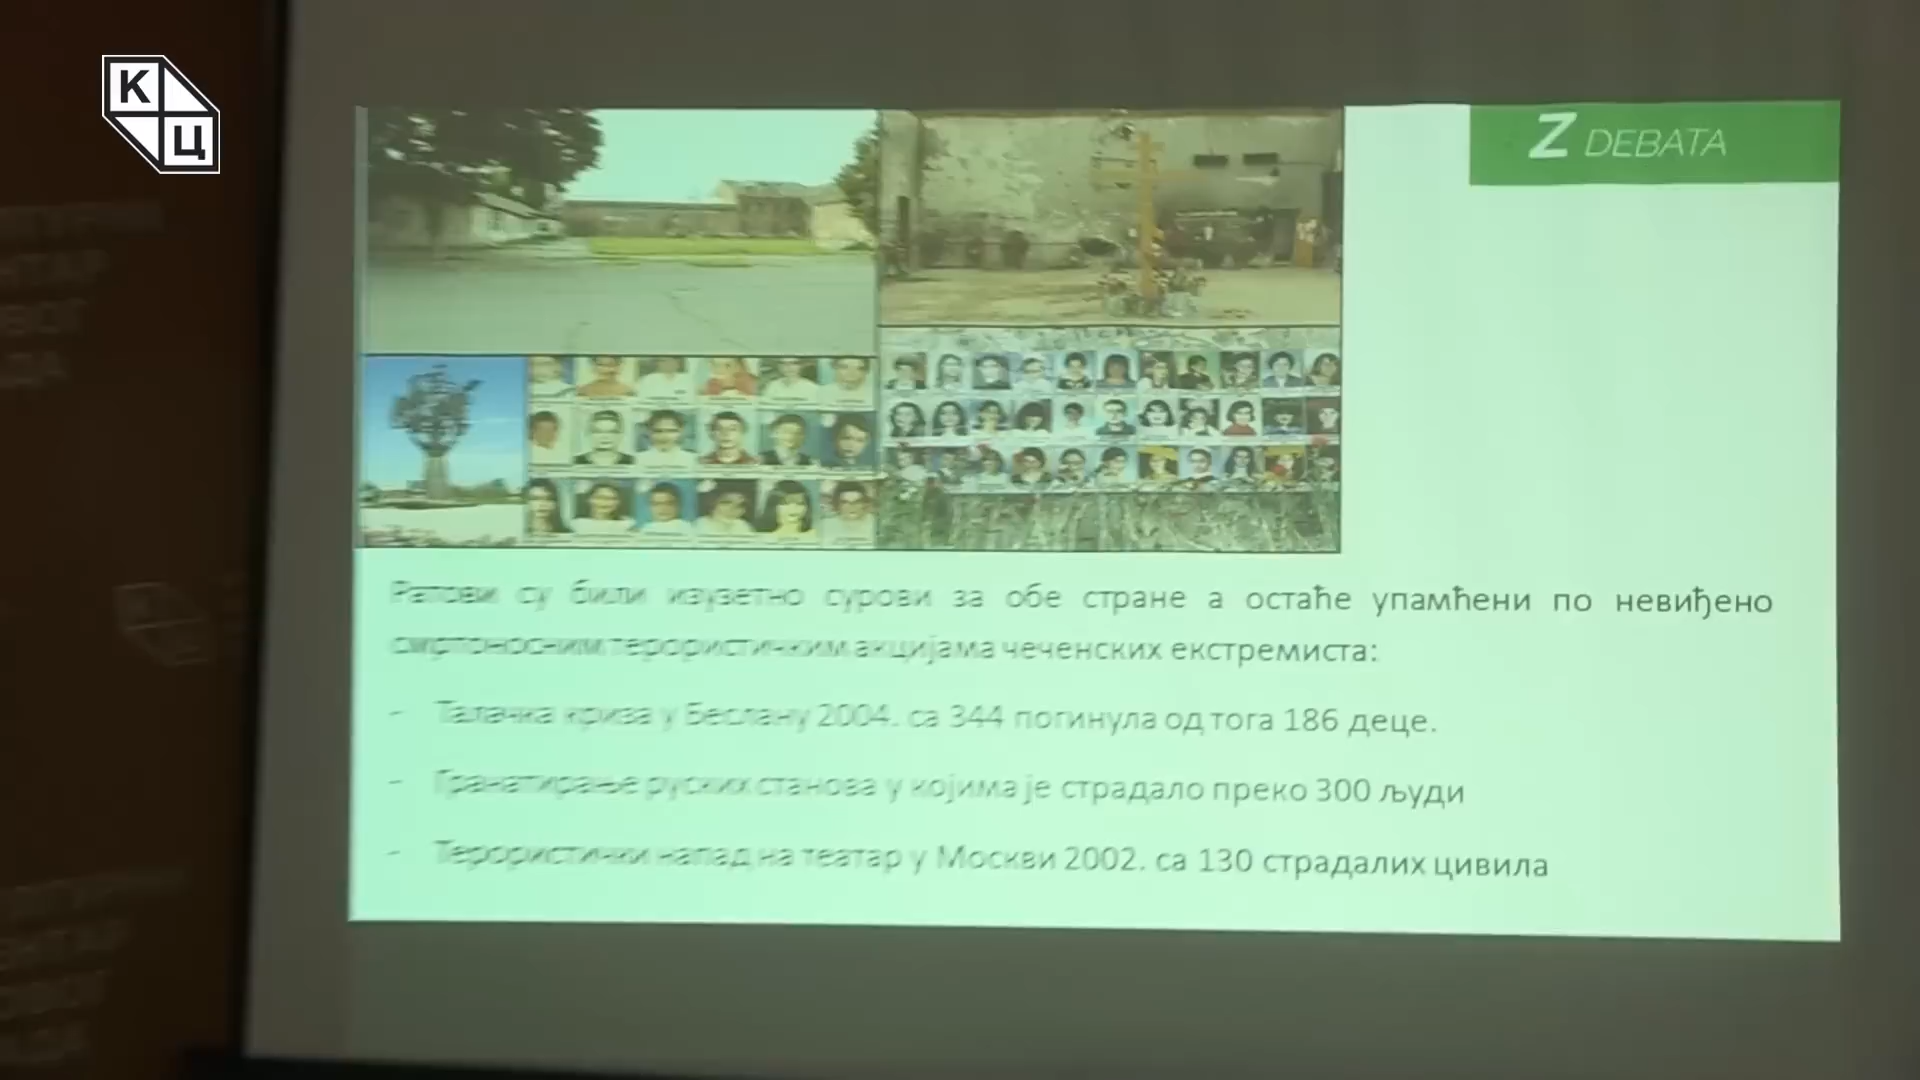 К
Ц
Z DEBATA
Ратови су били изузетно сурови за обе стране а остаће упамћени по невиђено
смртоносним терористичким акцијама чеченских екстремиста:
- Талачка криза у Беслану 2004. са 344 погинула од тога 186 деце.
- Гранатирање руских станова у којима је страдало преко 300 људи
- Терористички напад на театар у Москви 2002. са 130 страдалих цивила